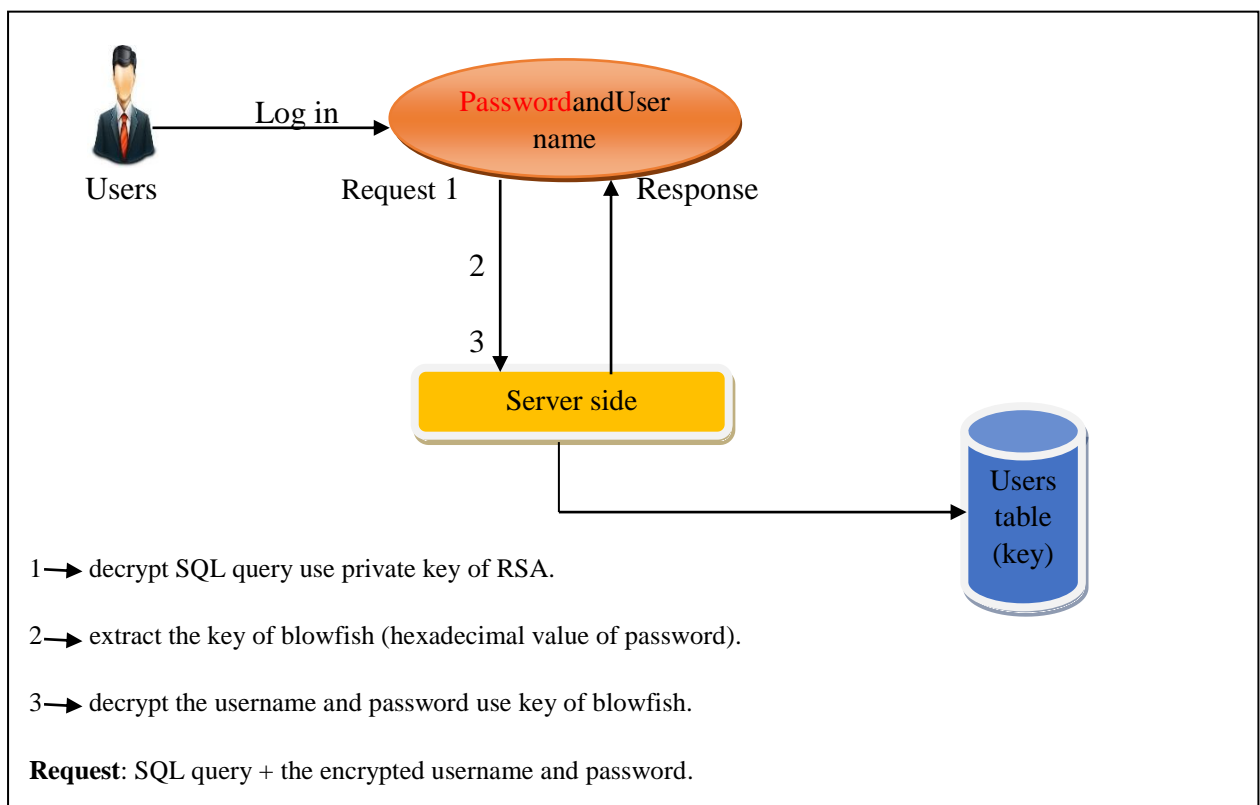 Log in
PasswordandUser
name
Users
Request 1
Response
2
3
Server side
Users
table
(key)
1 decrypt SQL query use private key of RSA.
2 extract the key of blowfish (hexadecimal value of password).
3 decrypt the username and password use key of blowfish.
Request: SQL query + the encrypted username and password.